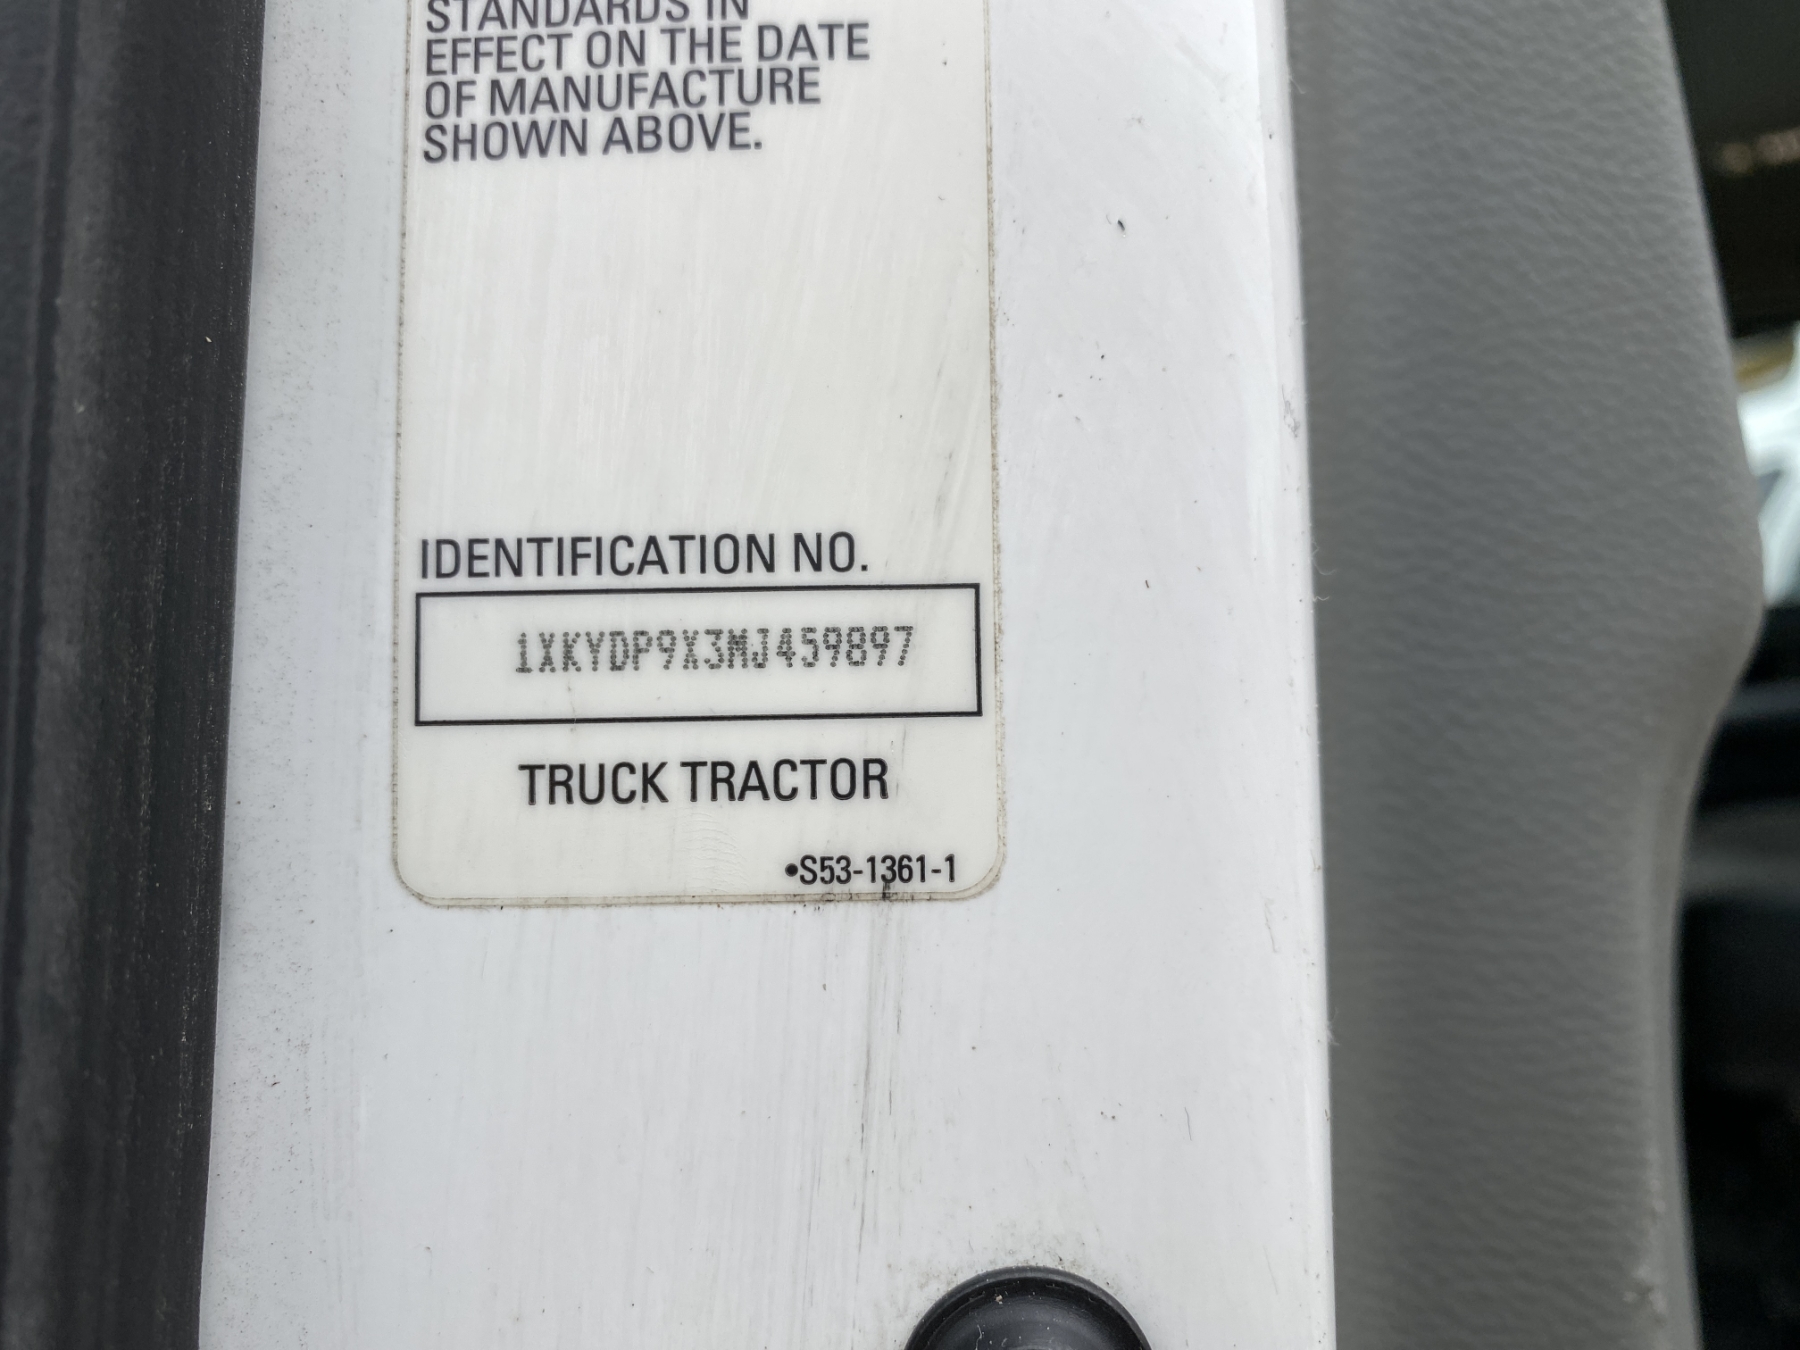 STANDARDS IN
EFFECT ON THE DATE
OF MANUFACTURE
SHOWN ABOVE.
IDENTIFICATION NO.
1XKYDP9X3MJ459897
TRUCK TRACTOR
•S53-1361-1